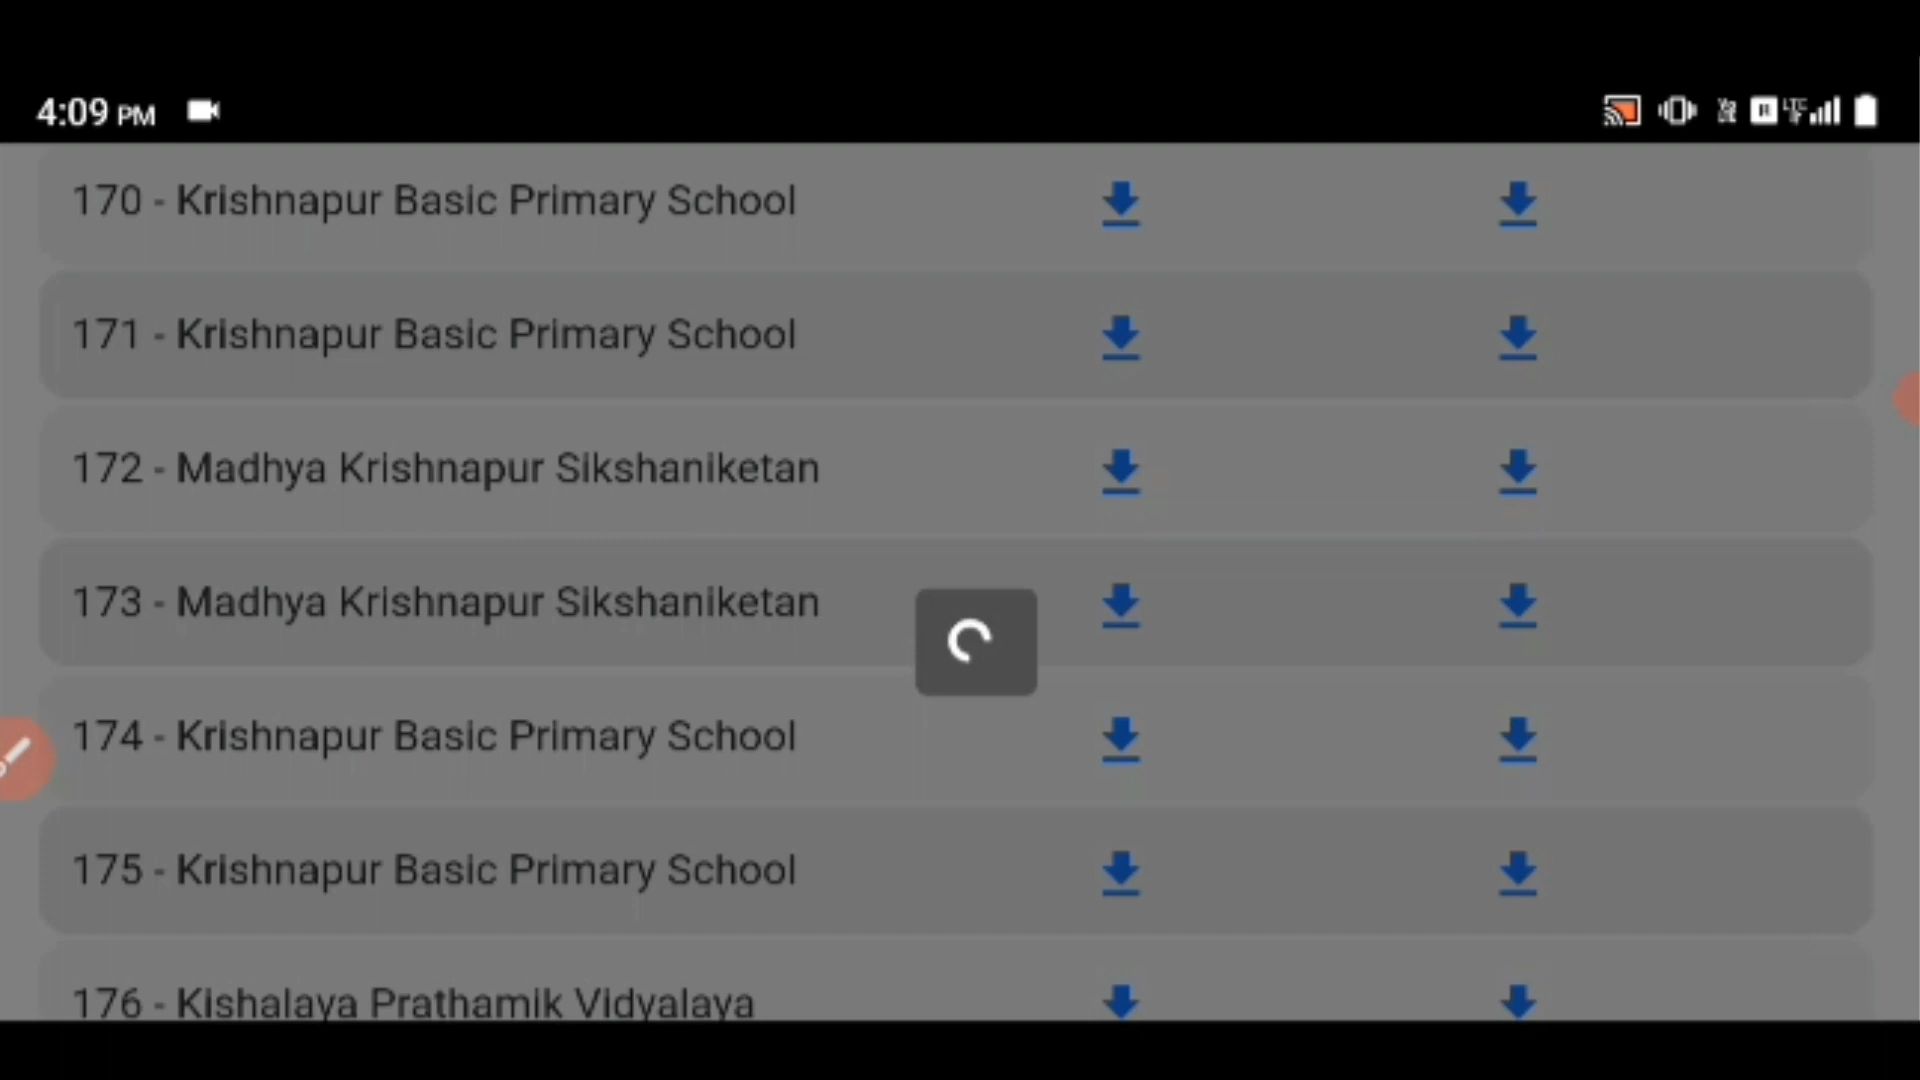 4:09 PM
170 - Krishnapur Basic Primary School
171 - Krishnapur Basic Primary School
172 - Madhya Krishnapur Sikshaniketan
173 - Madhya Krishnapur Sikshaniketan
174 - Krishnapur Basic Primary School
175 - Krishnapur Basic Primary School
176 - Kishalaya Prathamik Vidyalaya